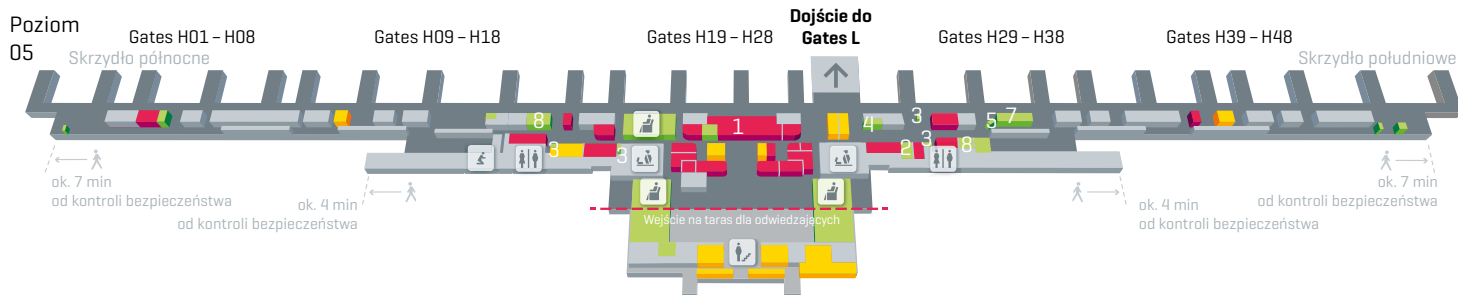 Poziom
05
Gates H01 – H08
Gates H09 – H18
Gates H19 – H28
Dojście do
Gates L
Gates H29 – H38
Gates H39 – H48
Skrzydło północne
Skrzydło południowe
8
1
4
3
5
7
3
3
2
3
8
ok. 7 min
od kontroli bezpieczeństwa
ok. 4 min
od kontroli bezpieczeństwa
Wejście na taras dla odwiedzających
ok. 4 min
od kontroli bezpieczeństwa
ok. 7 min
od kontroli bezpieczeństwa